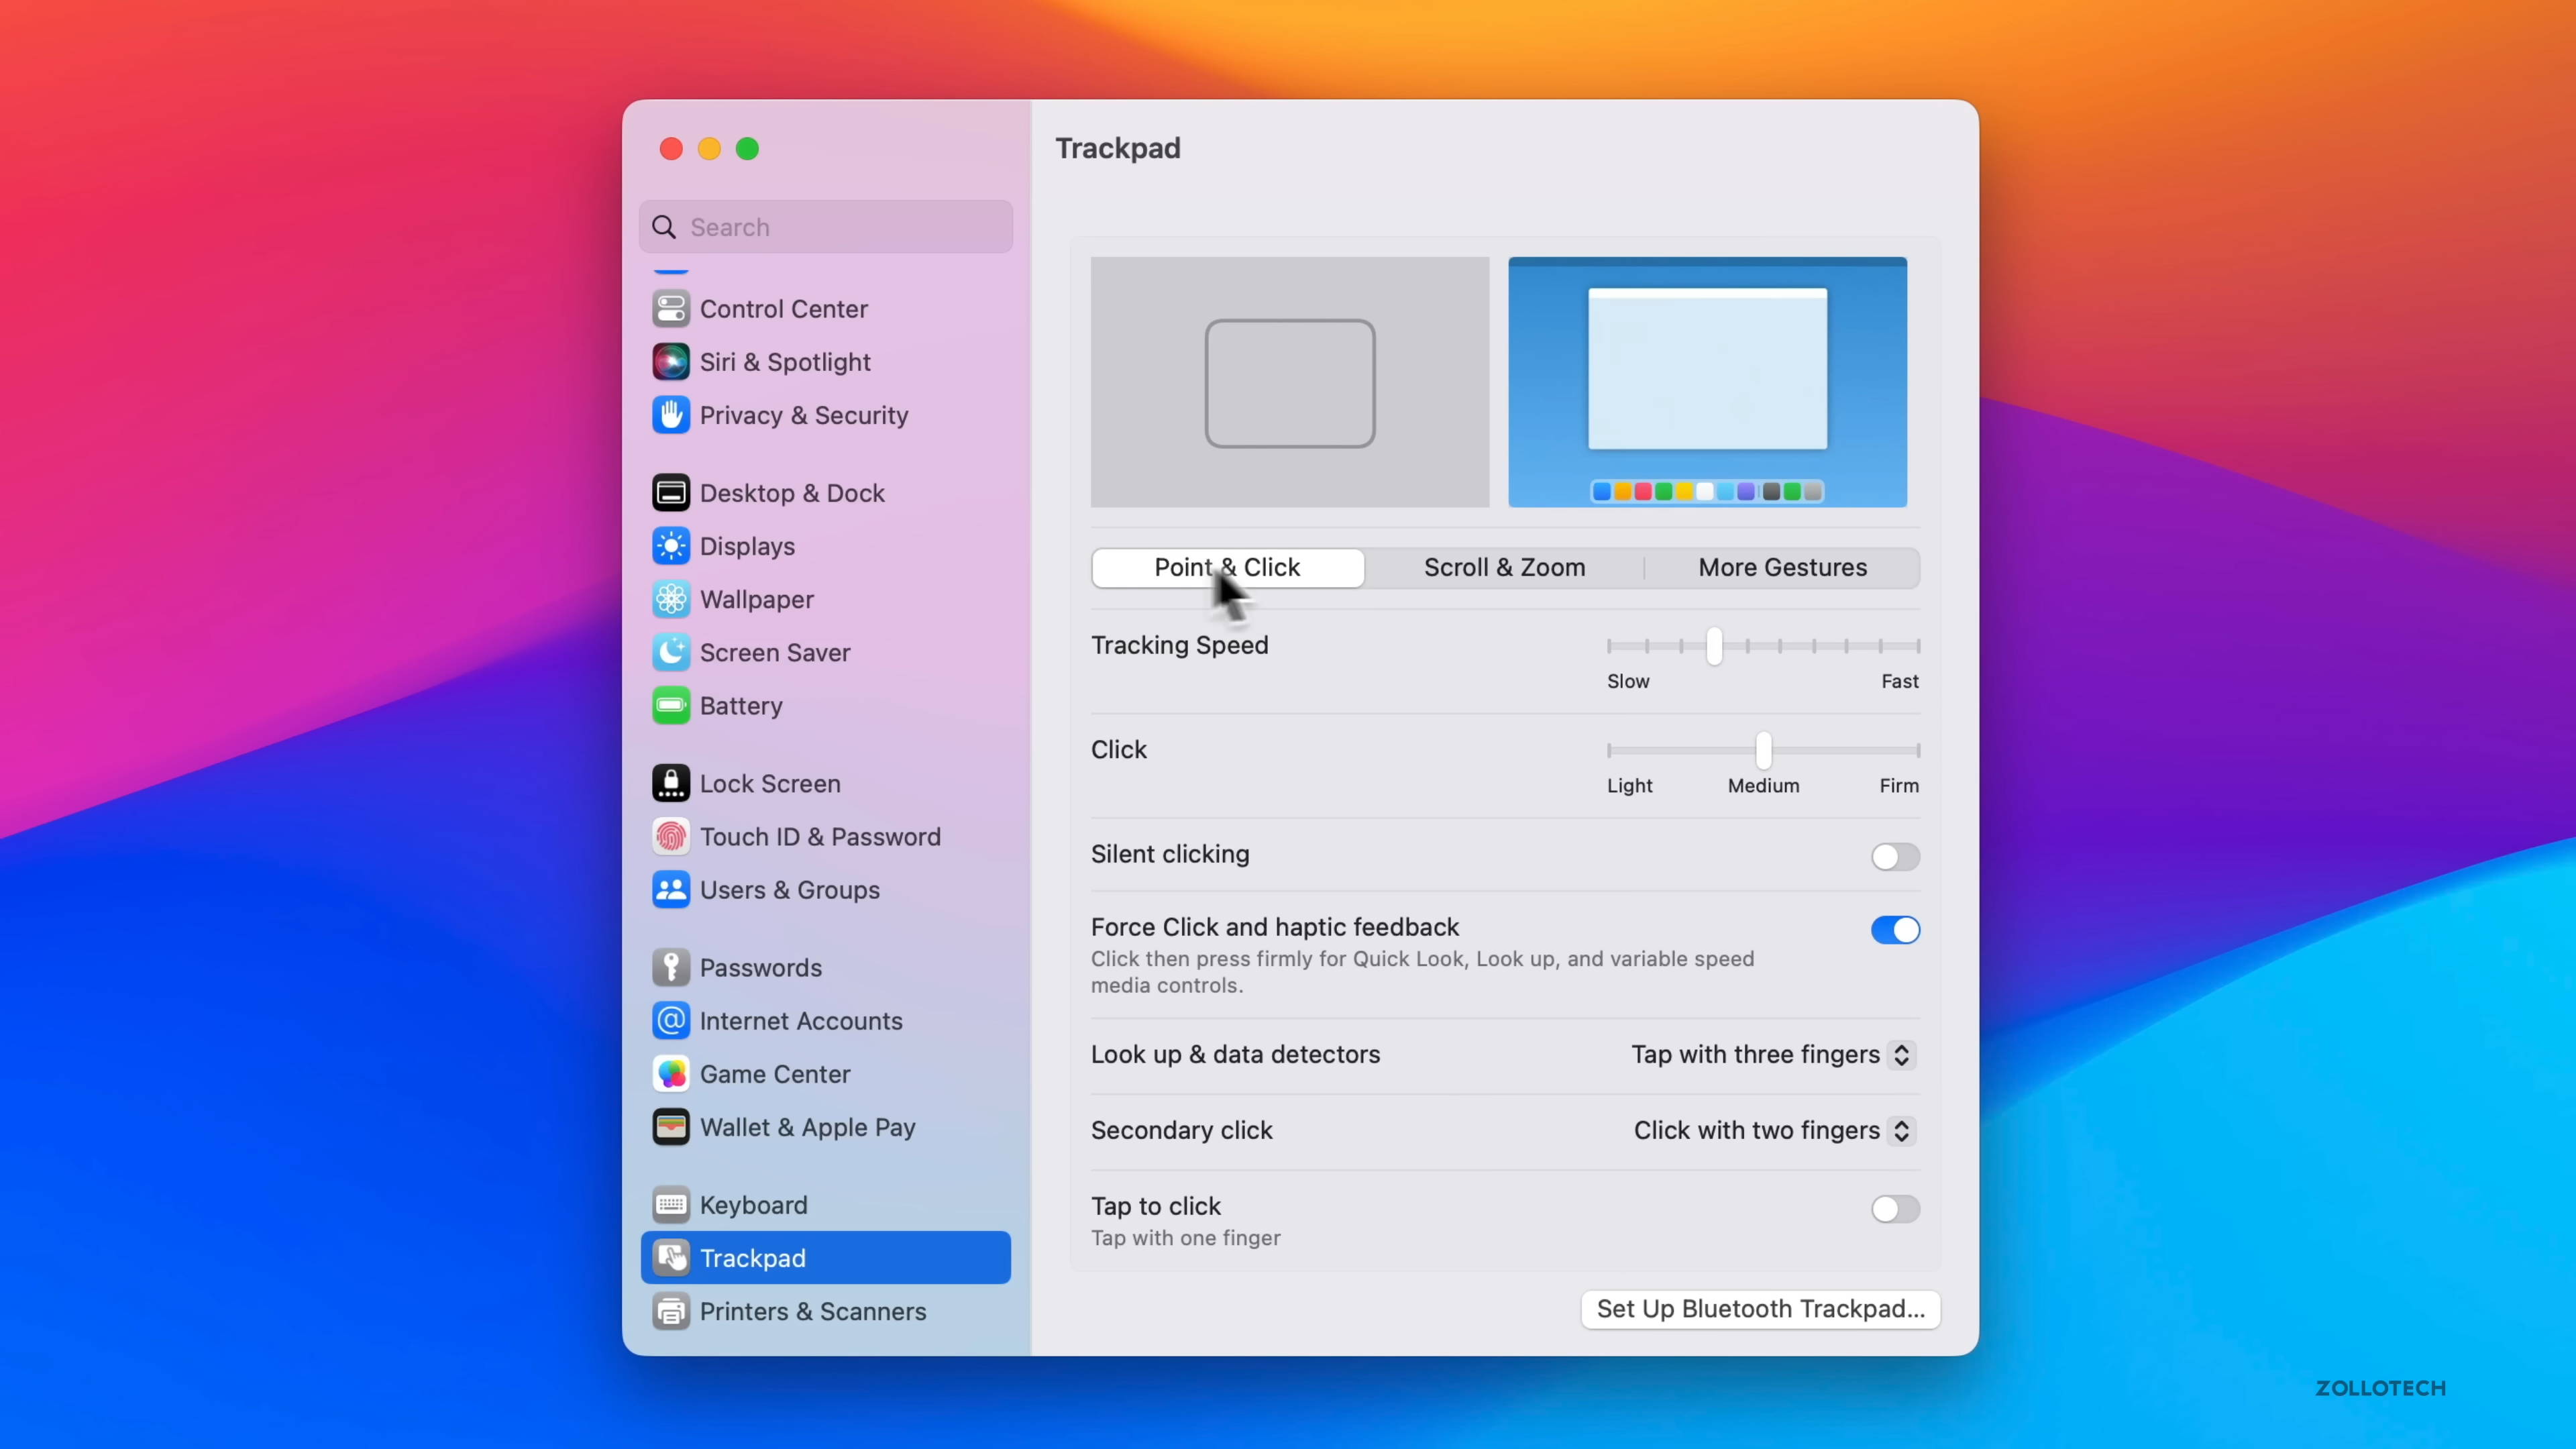 Trackpad
Search
Control Center
Siri & Spotlight
Privacy & Security
Desktop & Dock
Displays
Wallpaper
Screen Saver
Battery
Lock Screen
Touch ID & Password
Users & Groups
Passwords
Internet Accounts
Game Center
Wallet & Apple Pay
Keyboard
Trackpad
Printers & Scanners
Point & Click
Scroll & Zoom
More Gestures
Tracking Speed
Slow
Fast
Click
Light
Medium
Firm
Silent clicking
Force Click and haptic feedback
Click then press firmly for Quick Look, Look up, and variable speed
media controls.
Look up & data detectors
Tap with three fingers
Secondary click
Click with two fingers
Tap to click
Tap with one finger
Set Up Bluetooth Trackpad...
ZOLLOTECH